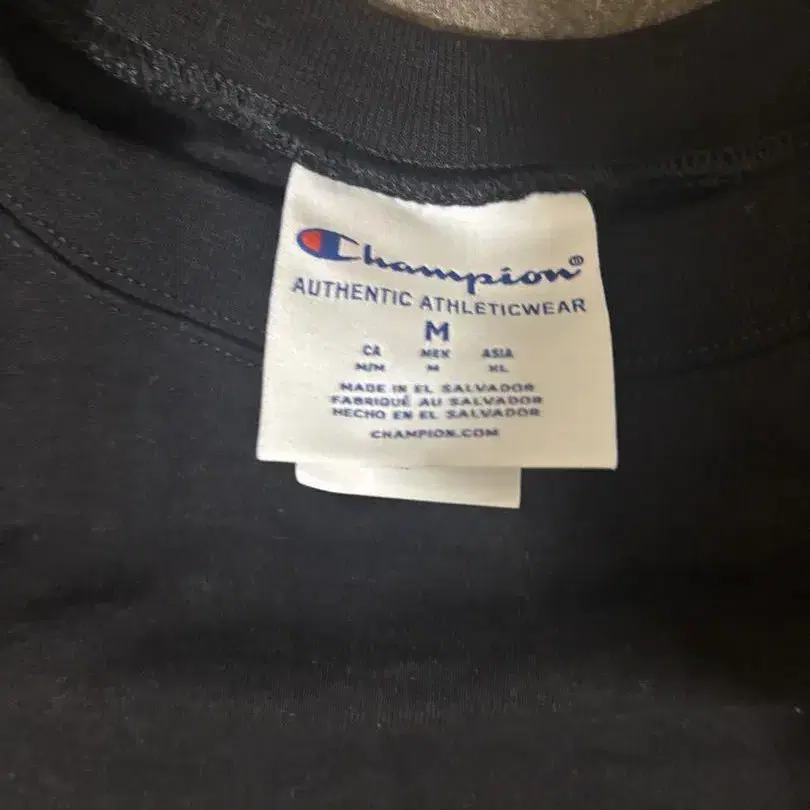 Champion®
AUTHENTIC ATHLETICWEAR
M
CA MEX ASIA
M/M M XL
MADE IN EL SALVADOR
FABRIQUÉ AU SALVADOR
HECHO EN EL SALVADOR
CHAMPION.COM